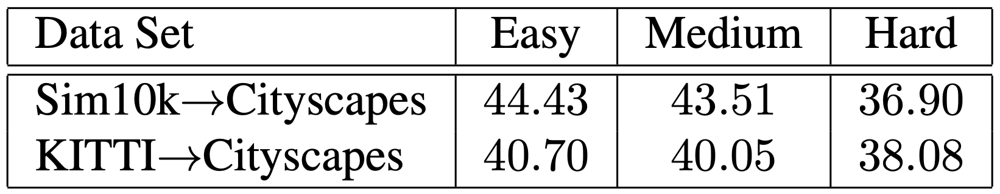 Data Set Easy Medium Hard
Sim10k→Cityscapes 44.43 43.51 36.90
KITTI→Cityscapes 40.70 40.05 38.08